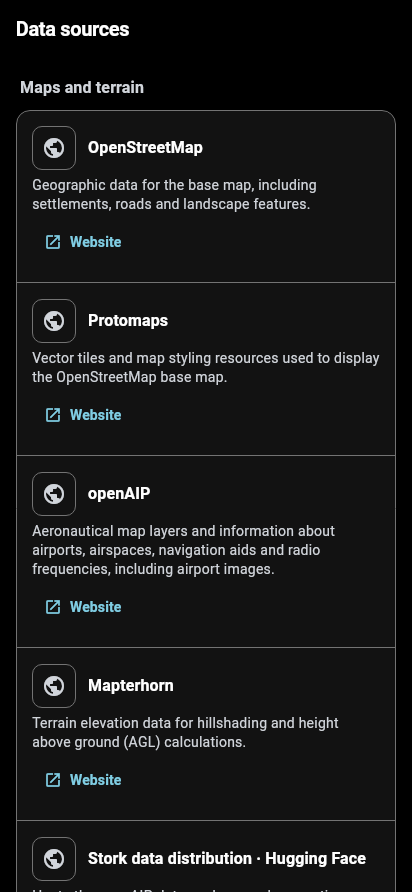 Data sources
Maps and terrain
OpenStreetMap
Geographic data for the base map, including
settlements, roads and landscape features.
Website
Protomaps
Vector tiles and map styling resources used to display
the OpenStreetMap base map.
Website
openAIP
Aeronautical map layers and information about
airports, airspaces, navigation aids and radio
frequencies, including airport images.
Website
Mapterhorn
Terrain elevation data for hillshading and height
above ground (AGL) calculations.
Website
Stork data distribution · Hugging Face